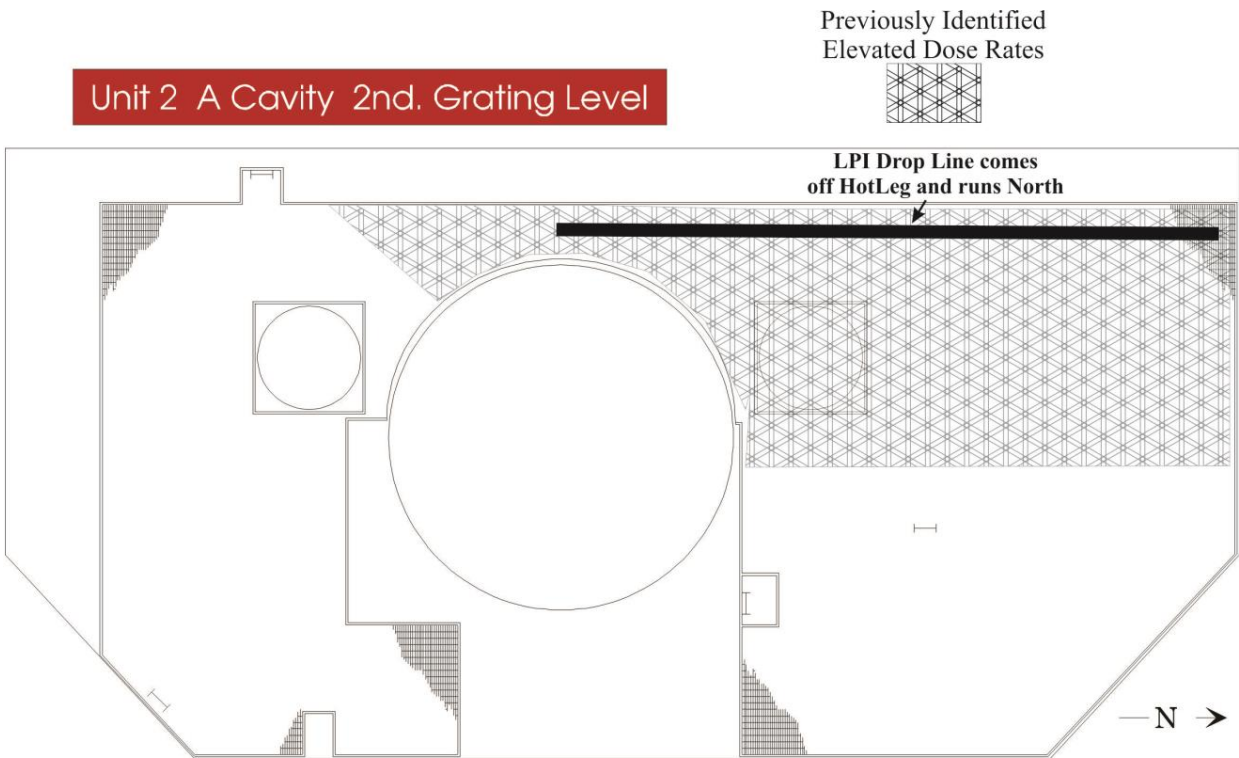 Previously Identified
Elevated Dose Rates
Unit 2 A Cavity 2nd. Grating Level
LPI Drop Line comes
off HotLeg and runs North
N